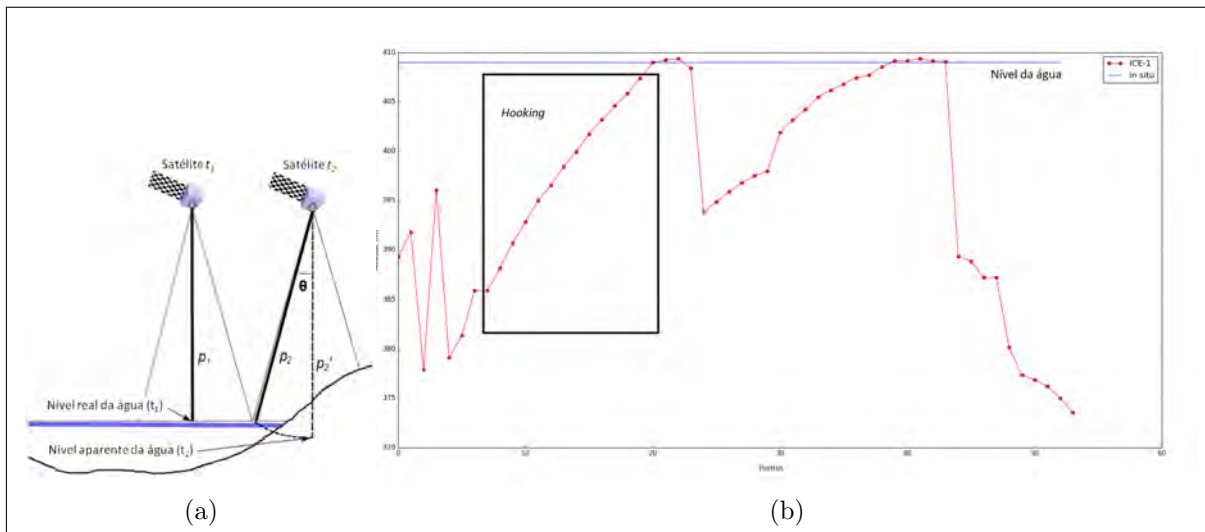 Satélite t₁
Satélite t₂
θ
p₁
p₂
p₂'
Nível real da água (t₁)
Nível aparente da água (t₂)
(a)
410
405
400
395
390
385
380
375
370
0
10
20
30
40
50
60
Pontos
Hooking
Nível da água
ICE-1
in situ
(b)